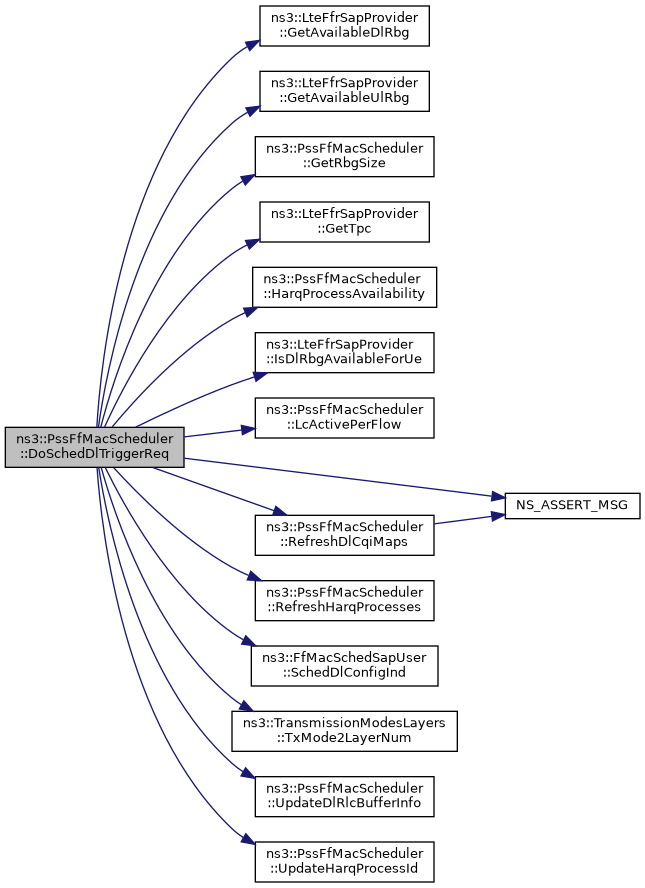 ns3::LteFfrSapProvider
::GetAvailableDlRbg
ns3::LteFfrSapProvider
::GetAvailableUlRbg
ns3::PssFfMacScheduler
::GetRbgSize
ns3::LteFfrSapProvider
::GetTpc
ns3::PssFfMacScheduler
::HarqProcessAvailability
ns3::LteFfrSapProvider
::IsDlRbgAvailableForUe
ns3::PssFfMacScheduler
::LcActivePerFlow
ns3::PssFfMacScheduler
::DoSchedDlTriggerReq
NS_ASSERT_MSG
ns3::PssFfMacScheduler
::RefreshDlCqiMaps
ns3::PssFfMacScheduler
::RefreshHarqProcesses
ns3::FfMacSchedSapUser
::SchedDlConfigInd
ns3::TransmissionModesLayers
::TxMode2LayerNum
ns3::PssFfMacScheduler
::UpdateDlRlcBufferInfo
ns3::PssFfMacScheduler
::UpdateHarqProcessId